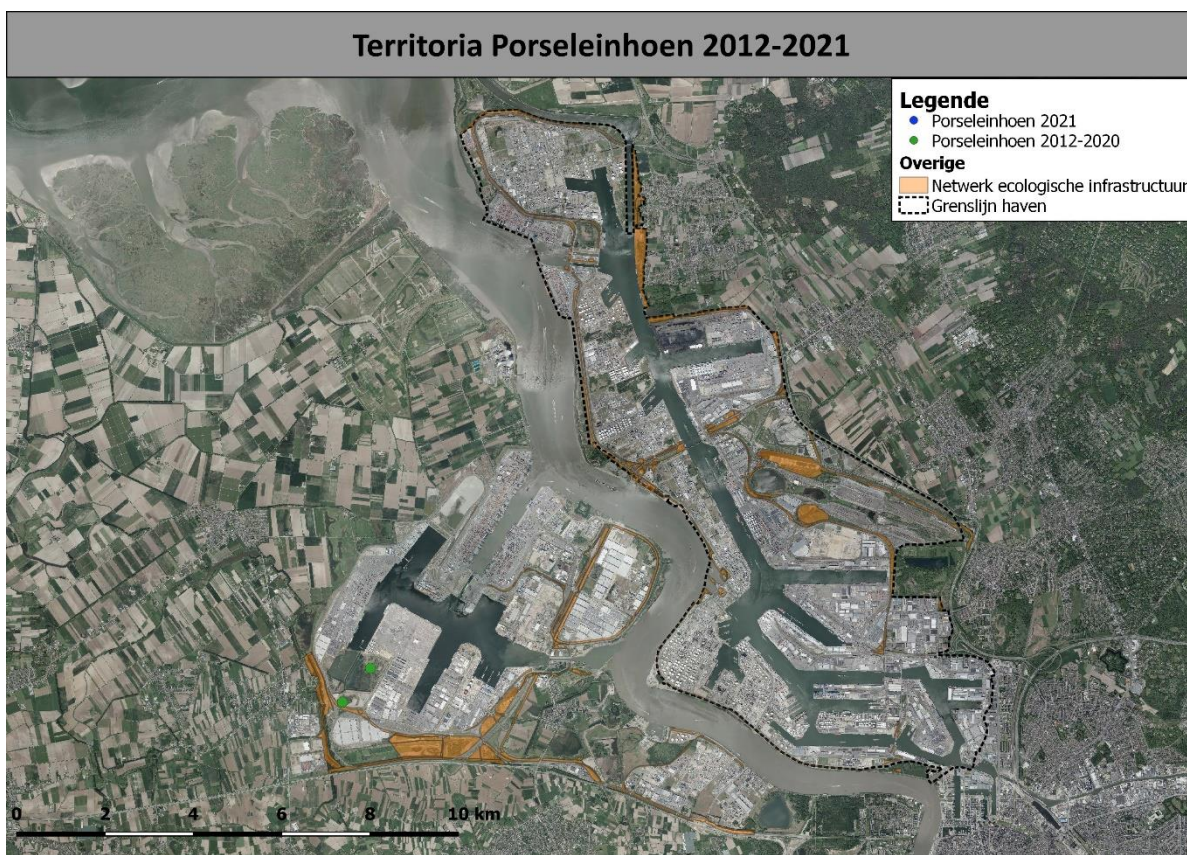 Territoria Porseleinhoen 2012-2021
Legende
Porseleinhoen 2021
Porseleinhoen 2012-2020
Overige
Netwerk ecologische infrastructuur
Grenslijn haven
0 2 4 6 8 10 km